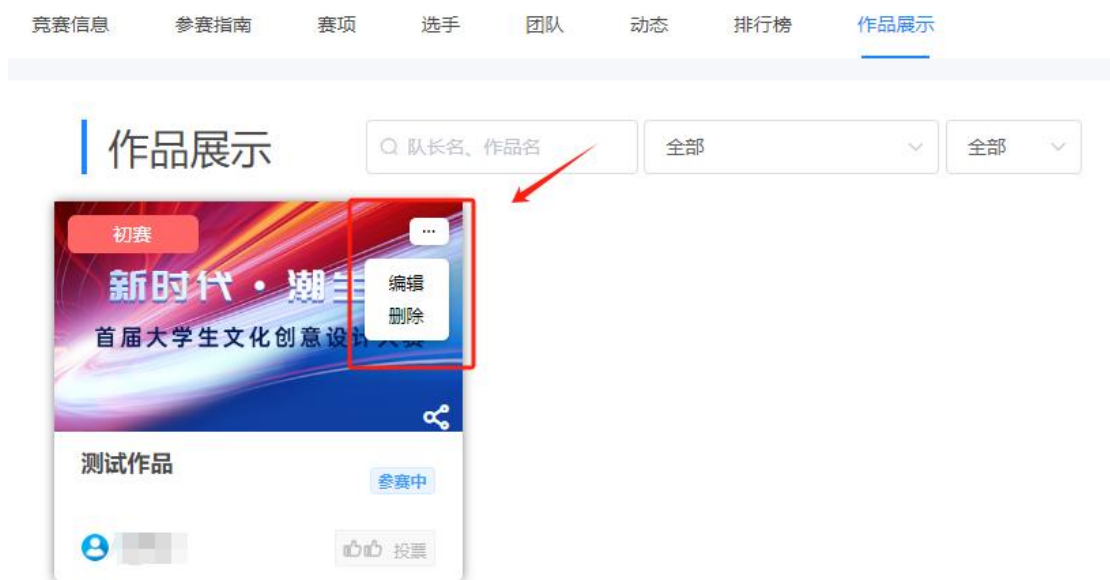 竞赛信息 参赛指南 赛项 选手 团队 动态 排行榜 作品展示
作品展示 队长名、作品名 全部 全部
初赛 ...
新时代·潮
编辑
删除
首届大学生文化创意设计大赛
测试作品
参赛中
投票